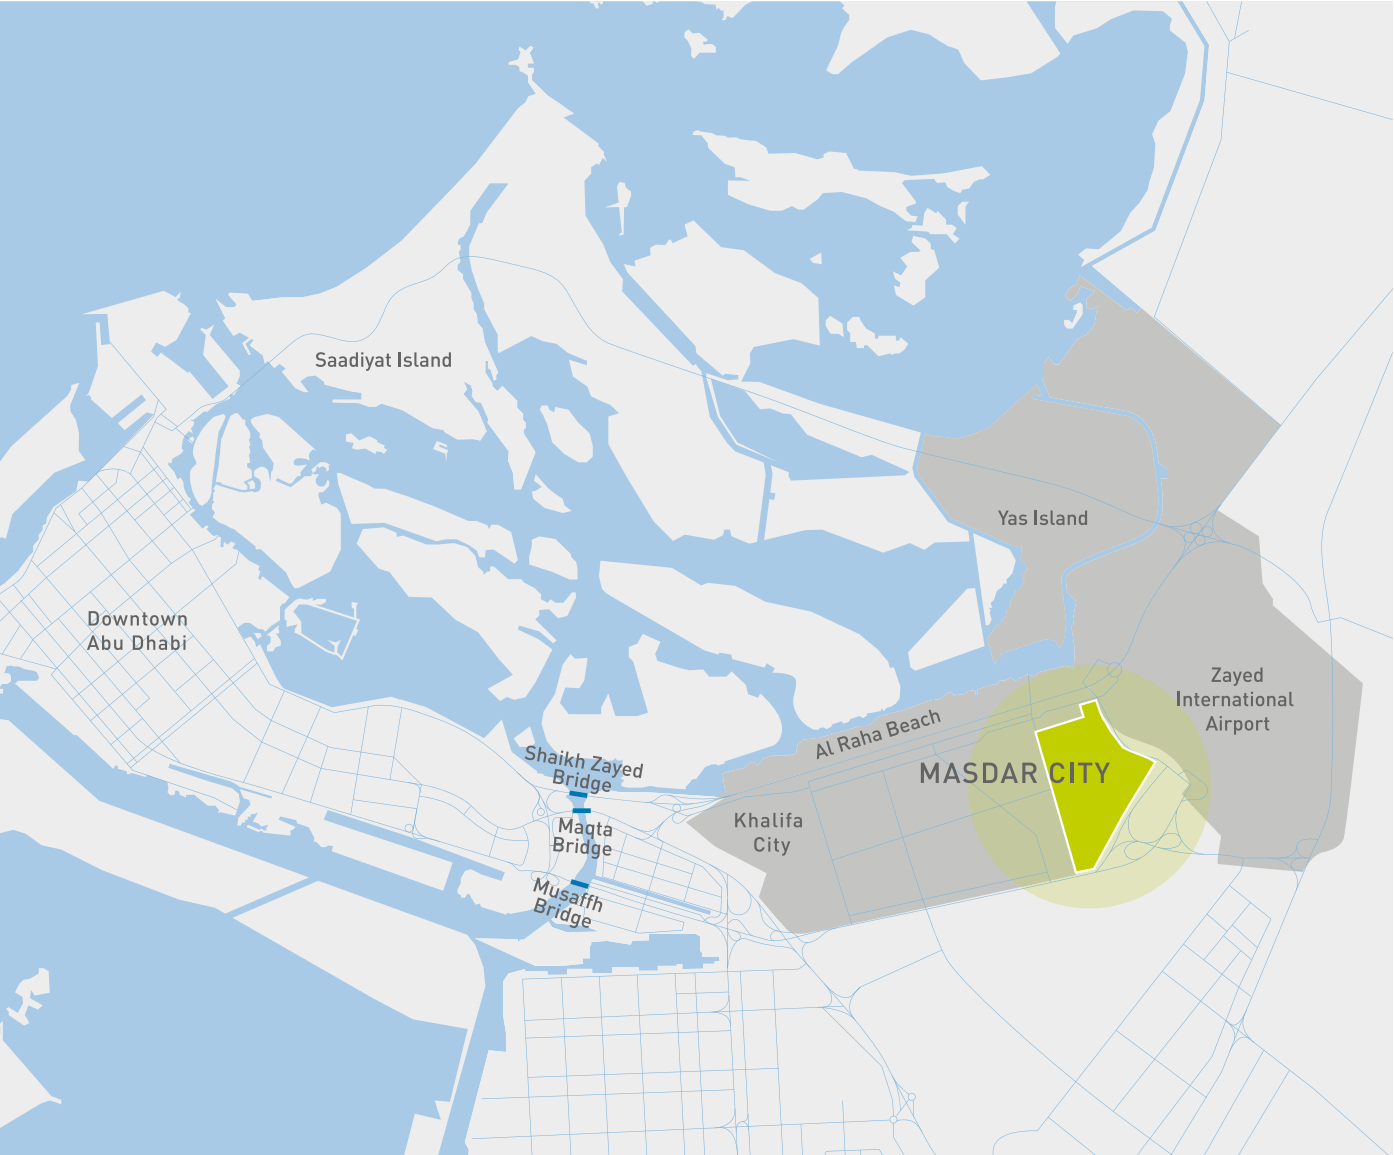 Saadiyat Island
Yas Island
Downtown
Abu Dhabi
Zayed
International
Airport
Al Raha Beach
Shaikh Zayed
Bridge
MASDAR CITY
Khalifa
City
Maqta
Bridge
Musaffh
Bridge